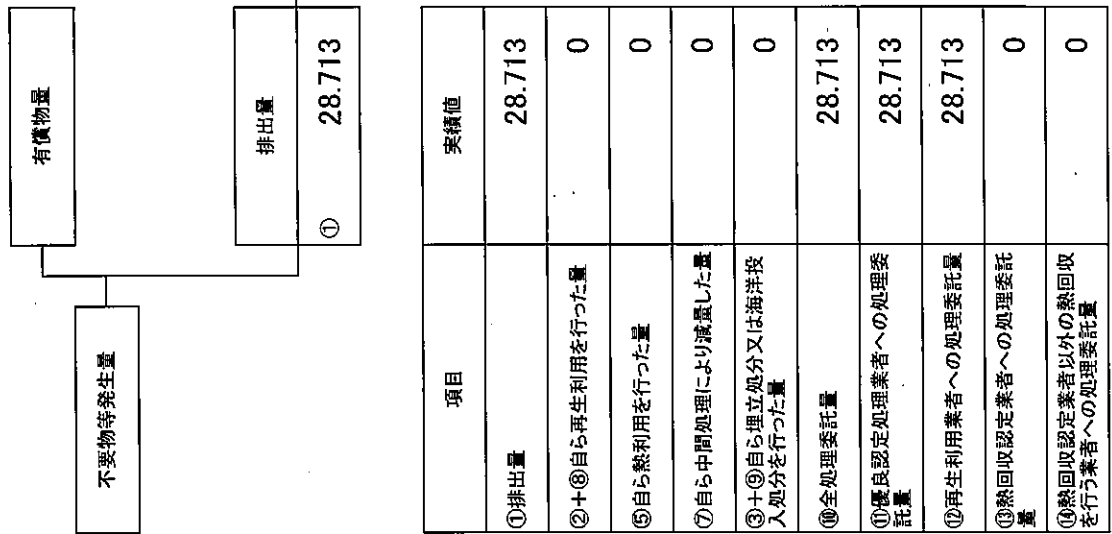 不要物等発生量
有償物量
排出量
① 28.713
項目 実績値
①排出量 28.713
②+⑧自ら再生利用を行った量 0
⑤自ら熱利用を行った量 0
⑦自ら中間処理により減量した量 0
③+⑨自ら埋立処分又は海洋投
入処分を行った量 0
⑩全処理委託量 28.713
⑪優良認定処理業者への処理委
託量 28.713
⑫再生利用業者への処理委託量 28.713
⑬熱回収認定業者への処理委託
量 0
⑭熱回収認定業者以外の熱回収
を行う業者への処理委託量 0